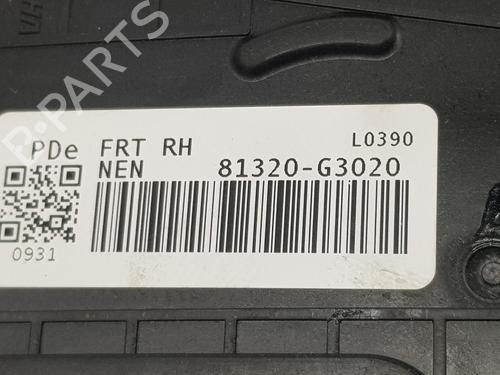 PDe FRT RH L0390
NEN 81320-G3020
0931
B-PARTS